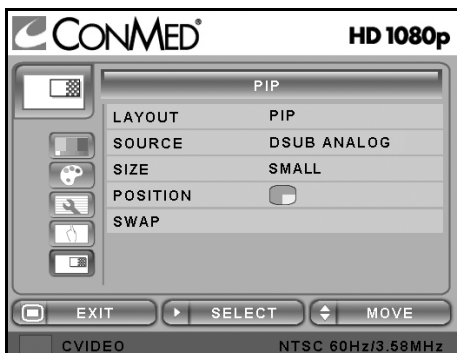 CONMED®
HD 1080p
PIP
LAYOUT PIP
SOURCE DSUB ANALOG
SIZE SMALL
POSITION
SWAP
EXIT SELECT MOVE
CVIDEO NTSC 60Hz/3.58MHz